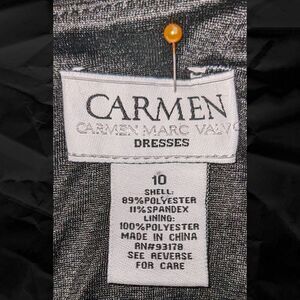 CARMEN
CARMEN MARC VALVO
DRESSES
10
SHELL:
89%POLYESTER
11%SPANDEX
LINING:
100%POLYESTER
MADE IN CHINA
RN#93178
SEE REVERSE
FOR CARE